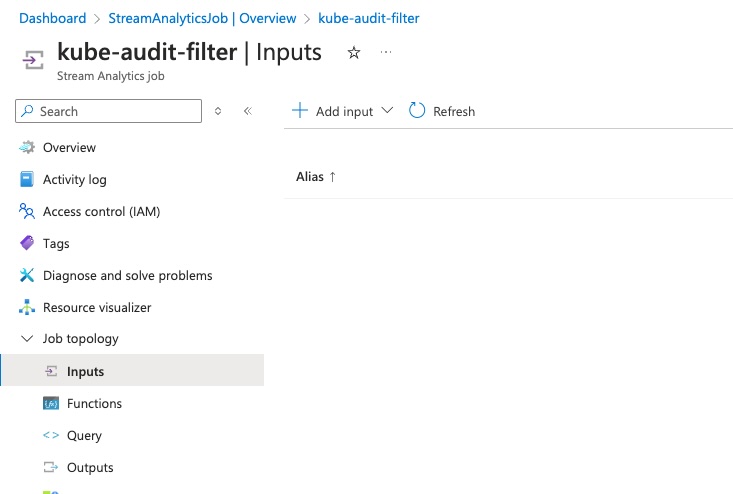 Dashboard > StreamAnalyticsJob | Overview > kube-audit-filter
kube-audit-filter | Inputs
Stream Analytics job
Search
Add input
Refresh
Overview
Activity log
Alias ↑
Access control (IAM)
Tags
Diagnose and solve problems
Resource visualizer
Job topology
Inputs
Functions
Query
Outputs